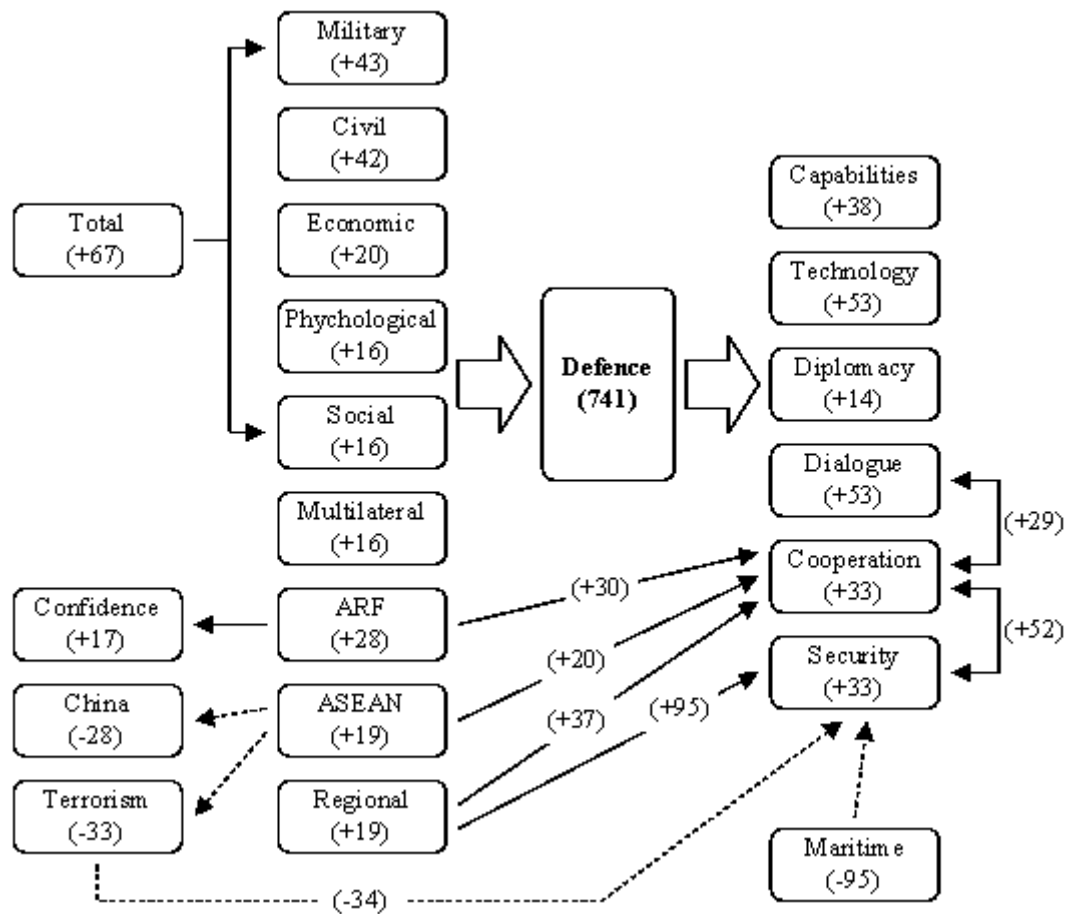 Military
(+43)
Civil
(+42)
Capabilities
(+38)
Total
(+67)
Economic
(+20)
Technology
(+53)
Phychological
(+16)
Defence
(741)
Diplomacy
(+14)
Social
(+16)
Dialogue
(+53)
(+29)
Multilateral
(+16)
Cooperation
(+33)
(+30)
Confidence
(+17)
ARF
(+28)
(+52)
(+20)
Security
(+33)
China
(-28)
ASEAN
(+19)
(+37)
(+95)
Terrorism
(-33)
Regional
(+19)
Maritime
(-95)
(-34)